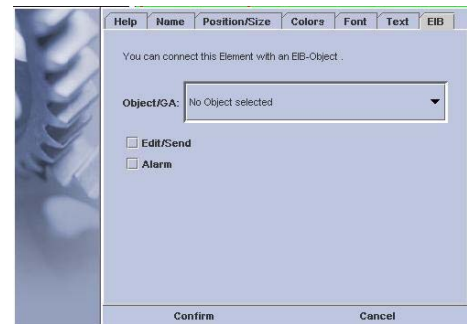 Help Name Position/Size Colors Font Text EIB
You can connect this Element with an EIB-Object .
Object/GA: No Object selected
Edit/Send
Alarm
Confirm Cancel